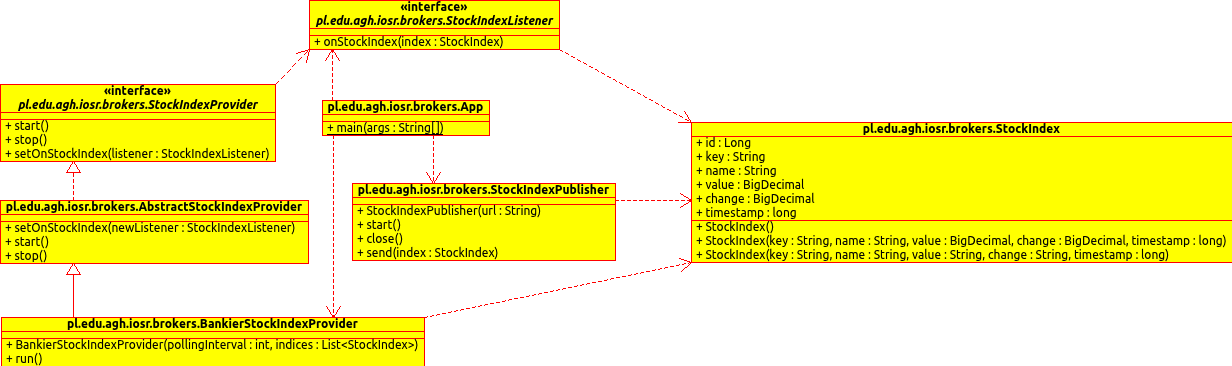 «interface»
pl.edu.agh.iosr.brokers.StockIndexListener
+ onStockIndex(index : StockIndex)
«interface»
pl.edu.agh.iosr.brokers.StockIndexProvider
+ start()
+ stop()
+ setOnStockIndex(listener : StockIndexListener)
pl.edu.agh.iosr.brokers.App
+ main(args : String[])
pl.edu.agh.iosr.brokers.StockIndex
+ id : Long
+ key : String
+ name : String
+ value : BigDecimal
+ change : BigDecimal
+ timestamp : long
+ StockIndex()
+ StockIndex(key : String, name : String, value : BigDecimal, change : BigDecimal, timestamp : long)
+ StockIndex(key : String, name : String, value : String, change : String, timestamp : long)
pl.edu.agh.iosr.brokers.StockIndexPublisher
+ StockIndexPublisher(url : String)
+ start()
+ close()
+ send(index : StockIndex)
pl.edu.agh.iosr.brokers.AbstractStockIndexProvider
+ setOnStockIndex(newListener : StockIndexListener)
+ start()
+ stop()
pl.edu.agh.iosr.brokers.BankierStockIndexProvider
+ BankierStockIndexProvider(pollingInterval : int, indices : List<StockIndex>)
+ run()